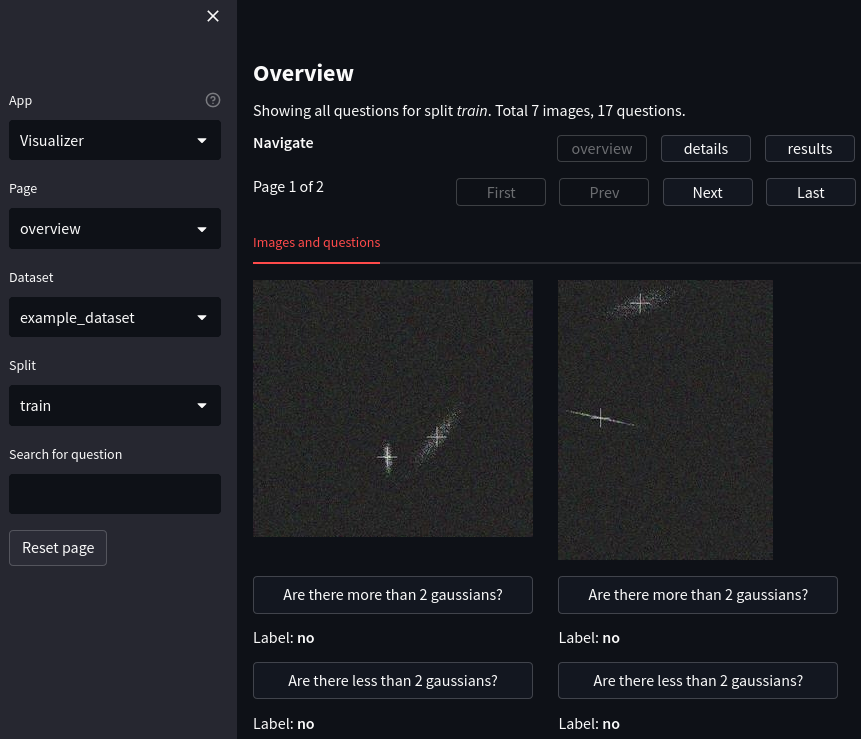 App
Visualizer
Page
overview
Dataset
example_dataset
Split
train
Search for question
Reset page
Overview
Showing all questions for split train. Total 7 images, 17 questions.
Navigate
overview
details
results
Page 1 of 2
First
Prev
Next
Last
Images and questions
Are there more than 2 gaussians?
Label: no
Are there less than 2 gaussians?
Label: no
Are there more than 2 gaussians?
Label: no
Are there less than 2 gaussians?
Label: no